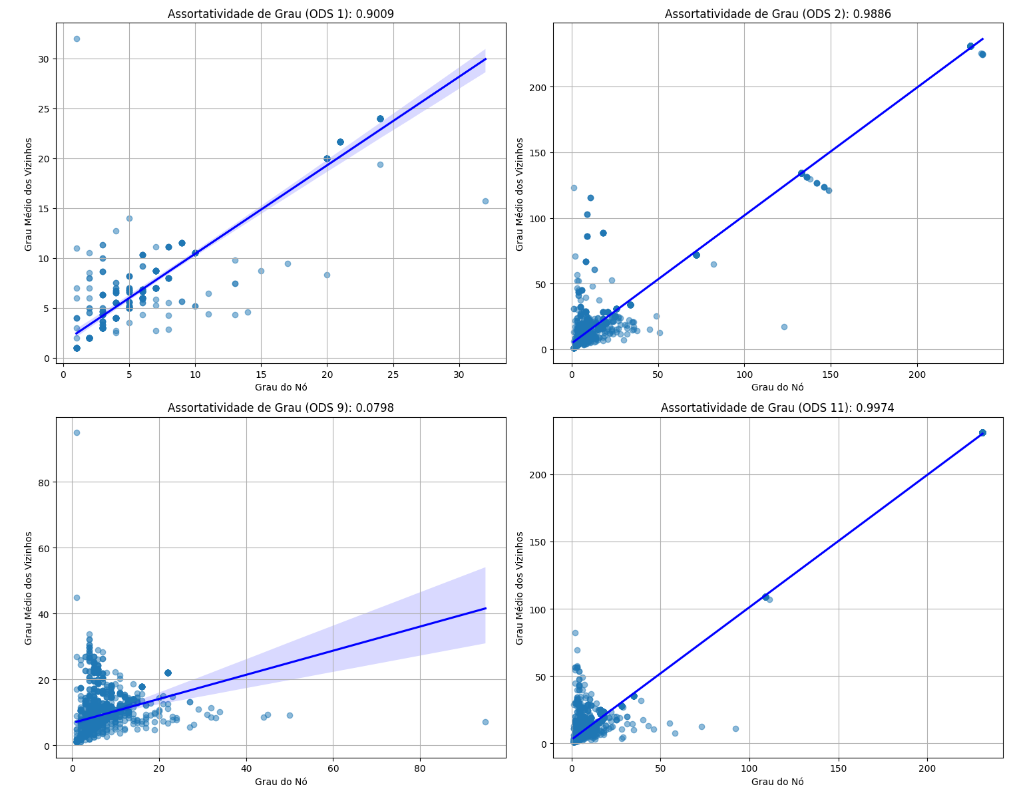 Assortatividade de Grau (ODS 1): 0.9009
Grau Médio dos Vizinhos
30
25
20
15
10
5
0
0 5 10 15 20 25 30
Grau do Nó
Assortatividade de Grau (ODS 2): 0.9886
Grau Médio dos Vizinhos
200
150
100
50
0
0 50 100 150 200
Grau do Nó
Assortatividade de Grau (ODS 9): 0.0798
Grau Médio dos Vizinhos
80
60
40
20
0
0 20 40 60 80
Grau do Nó
Assortatividade de Grau (ODS 11): 0.9974
Grau Médio dos Vizinhos
200
150
100
50
0
0 50 100 150 200
Grau do Nó